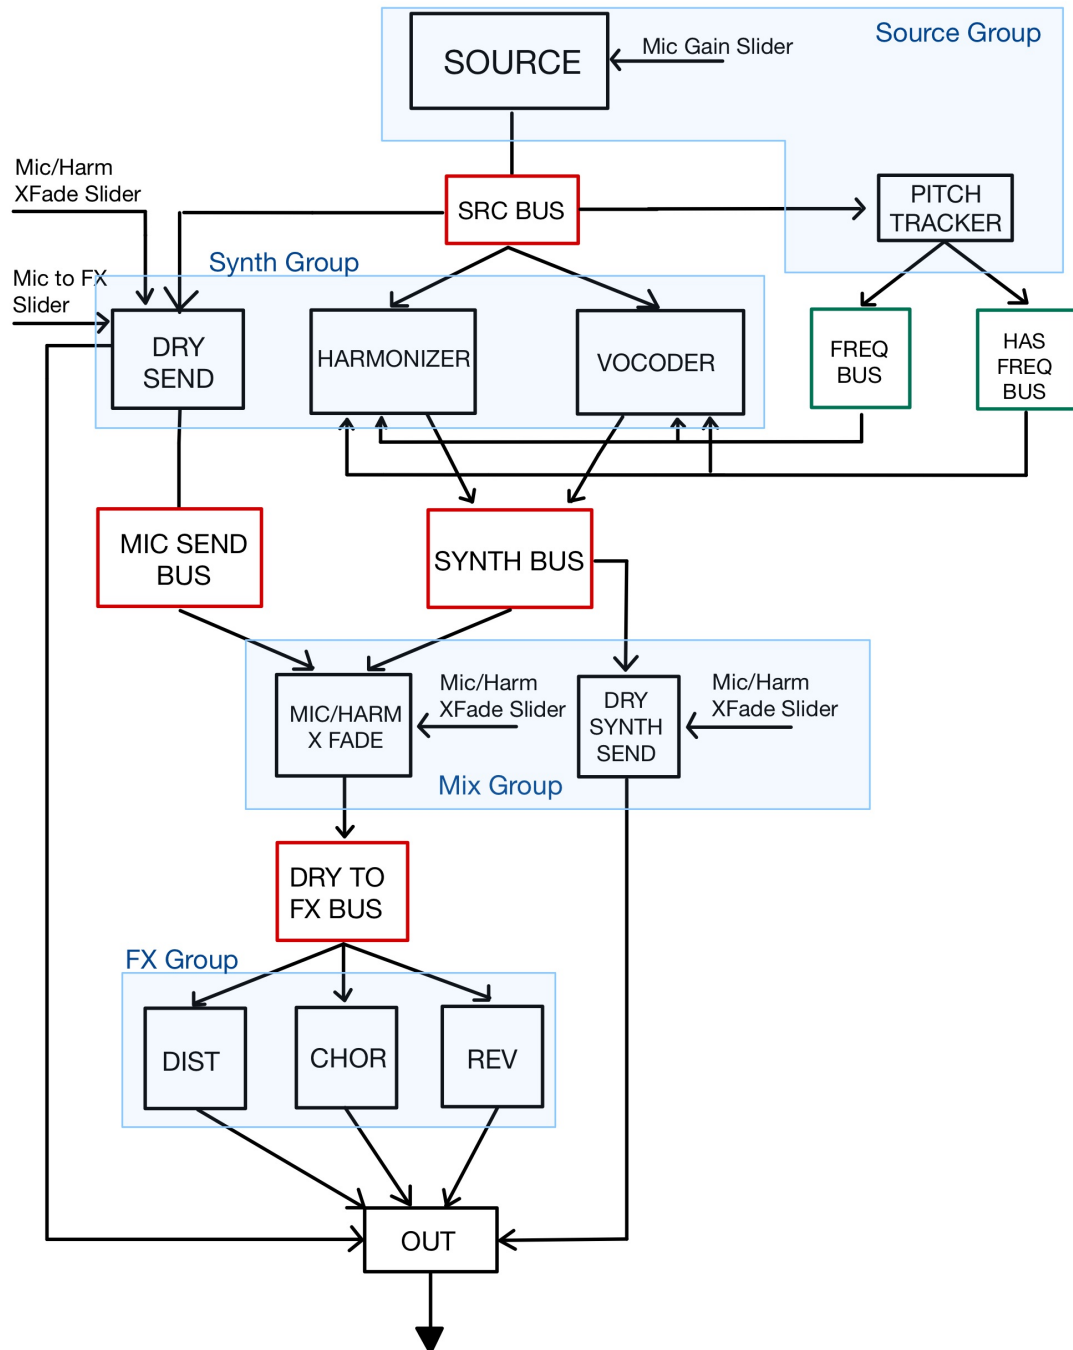 SOURCE
Mic Gain Slider
Source Group
Mic/Harm
XFade Slider
SRC BUS
PITCH
TRACKER
Synth Group
Mic to FX
Slider
DRY
SEND
HARMONIZER
VOCODER
FREQ
BUS
HAS
FREQ
BUS
MIC SEND
BUS
SYNTH BUS
MIC/HARM
X FADE
Mic/Harm
XFade Slider
DRY
SYNTH
SEND
Mic/Harm
XFade Slider
Mix Group
DRY TO
FX BUS
FX Group
DIST
CHOR
REV
OUT